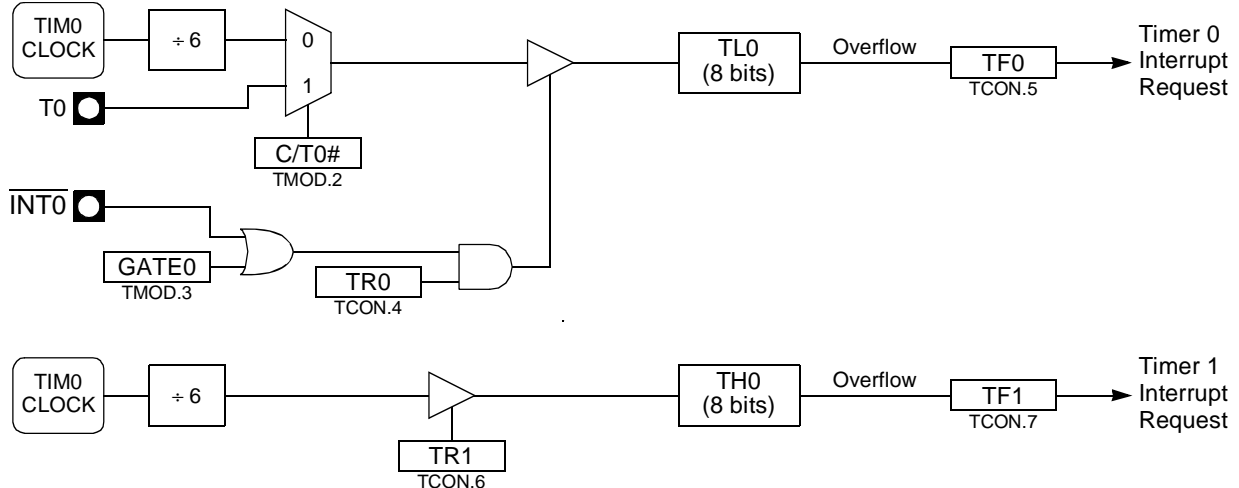 TIM0
CLOCK
÷ 6
0
1
T0
C/T0#
TMOD.2
INT0
GATE0
TMOD.3
TR0
TCON.4
TL0
(8 bits)
Overflow
TF0
TCON.5
Timer 0
Interrupt
Request
TIM0
CLOCK
÷ 6
TR1
TCON.6
TH0
(8 bits)
Overflow
TF1
TCON.7
Timer 1
Interrupt
Request